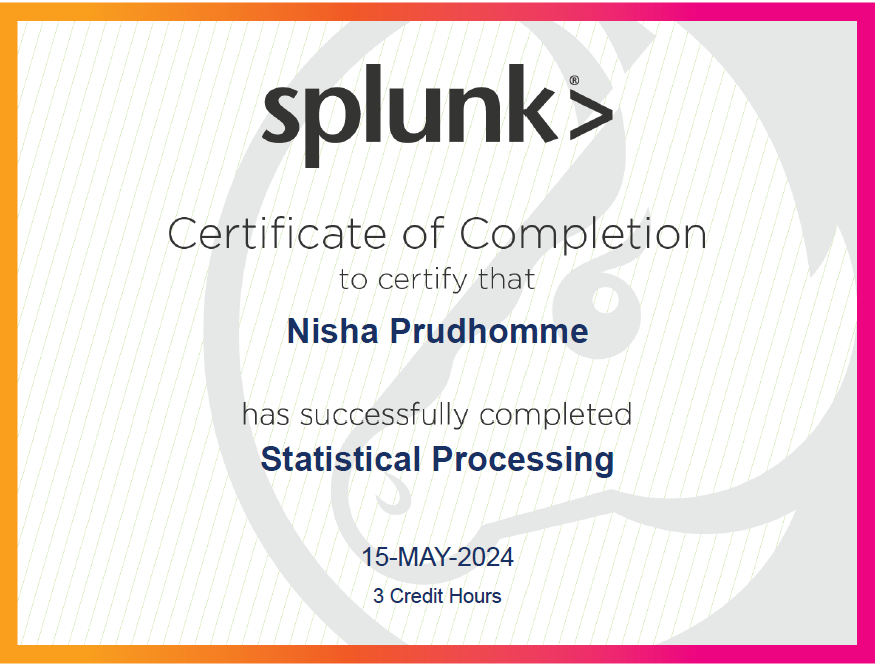 splunk>®
Certificate of Completion
to certify that
Nisha Prudhomme
has successfully completed
Statistical Processing
15-MAY-2024
3 Credit Hours